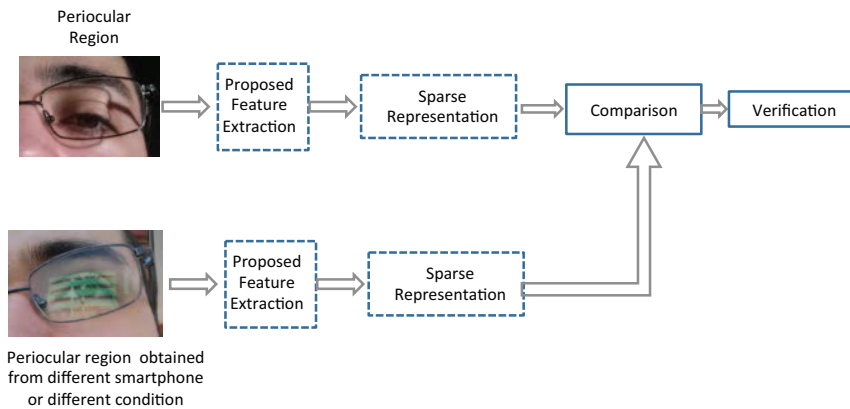 Periocular
Region
Proposed
Feature
Extraction
Sparse
Representation
Comparison
Verification
Proposed
Feature
Extraction
Sparse
Representation
Periocular region obtained
from different smartphone
or different condition